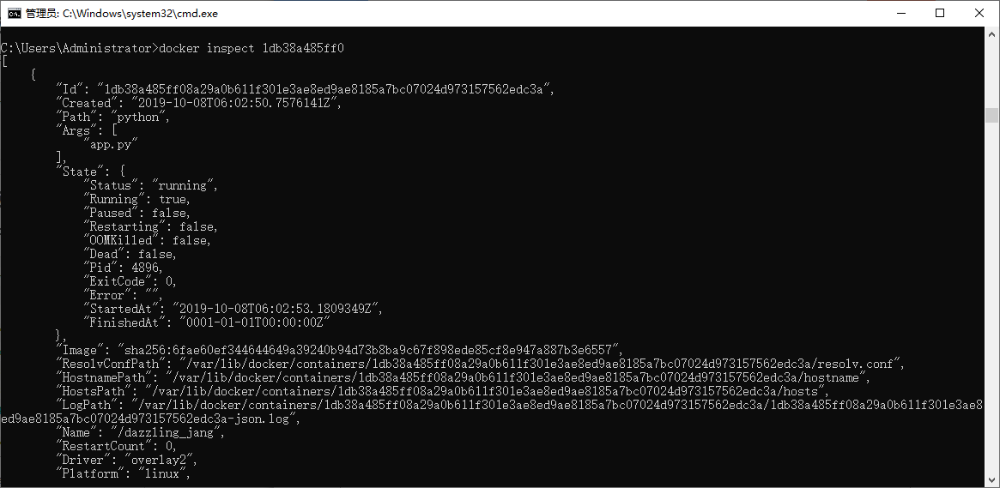 管理员: C:\Windows\system32\cmd.exe
C:\Users\Administrator>docker inspect 1db38a485ff0
[
    {
        "Id": "1db38a485ff08a29a0b611f301e3ae8ed9ae8185a7bc07024d973157562edc3a",
        "Created": "2019-10-08T06:02:50.7576141Z",
        "Path": "python",
        "Args": [
            "app.py"
        ],
        "State": {
            "Status": "running",
            "Running": true,
            "Paused": false,
            "Restarting": false,
            "OOMKilled": false,
            "Dead": false,
            "Pid": 4896,
            "ExitCode": 0,
            "Error": "",
            "StartedAt": "2019-10-08T06:02:53.1809349Z",
            "FinishedAt": "0001-01-01T00:00:00Z"
        },
        "Image": "sha256:6fae60ef344644649a39240b94d73b8ba9c67f898ede85cf8e947a887b3e6557",
        "ResolvConfPath": "/var/lib/docker/containers/1db38a485ff08a29a0b611f301e3ae8ed9ae8185a7bc07024d973157562edc3a/resolv.conf",
        "HostnamePath": "/var/lib/docker/containers/1db38a485ff08a29a0b611f301e3ae8ed9ae8185a7bc07024d973157562edc3a/hostname",
        "HostsPath": "/var/lib/docker/containers/1db38a485ff08a29a0b611f301e3ae8ed9ae8185a7bc07024d973157562edc3a/hosts",
        "LogPath": "/var/lib/docker/containers/1db38a485ff08a29a0b611f301e3ae8ed9ae8185a7bc07024d973157562edc3a/1db38a485ff08a29a0b611f301e3ae8
ed9ae8185a7bc07024d973157562edc3a-json.log",
        "Name": "/dazzling_jang",
        "RestartCount": 0,
        "Driver": "overlay2",
        "Platform": "linux",